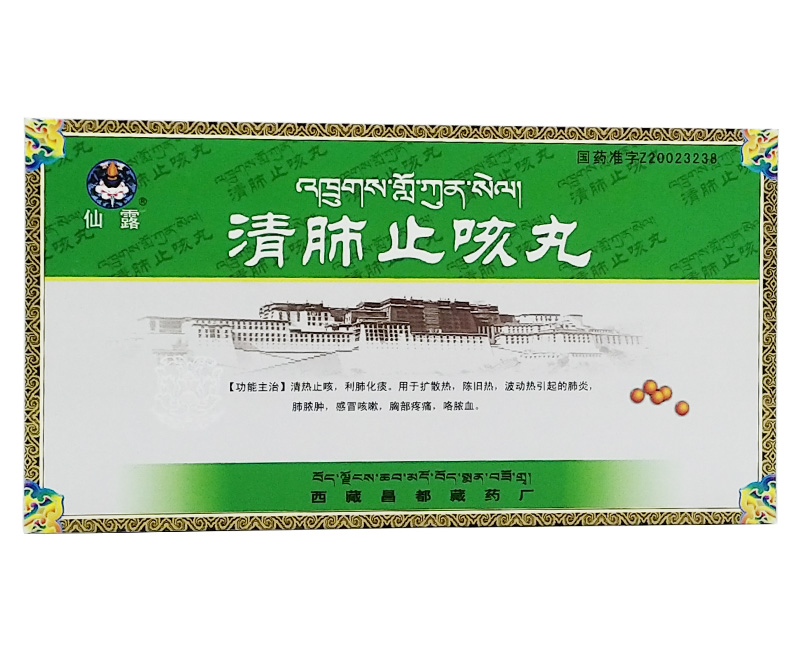 国药准字Z20023238
仙露®
འཁྲུགས་གློ་ཀུན་སེལ།
清肺止咳丸
【功能主治】清热止咳，利肺化痰。用于扩散热，陈旧热，波动热引起的肺炎，
肺脓肿，感冒咳嗽，胸部疼痛，咯脓血。
西藏昌都藏药厂